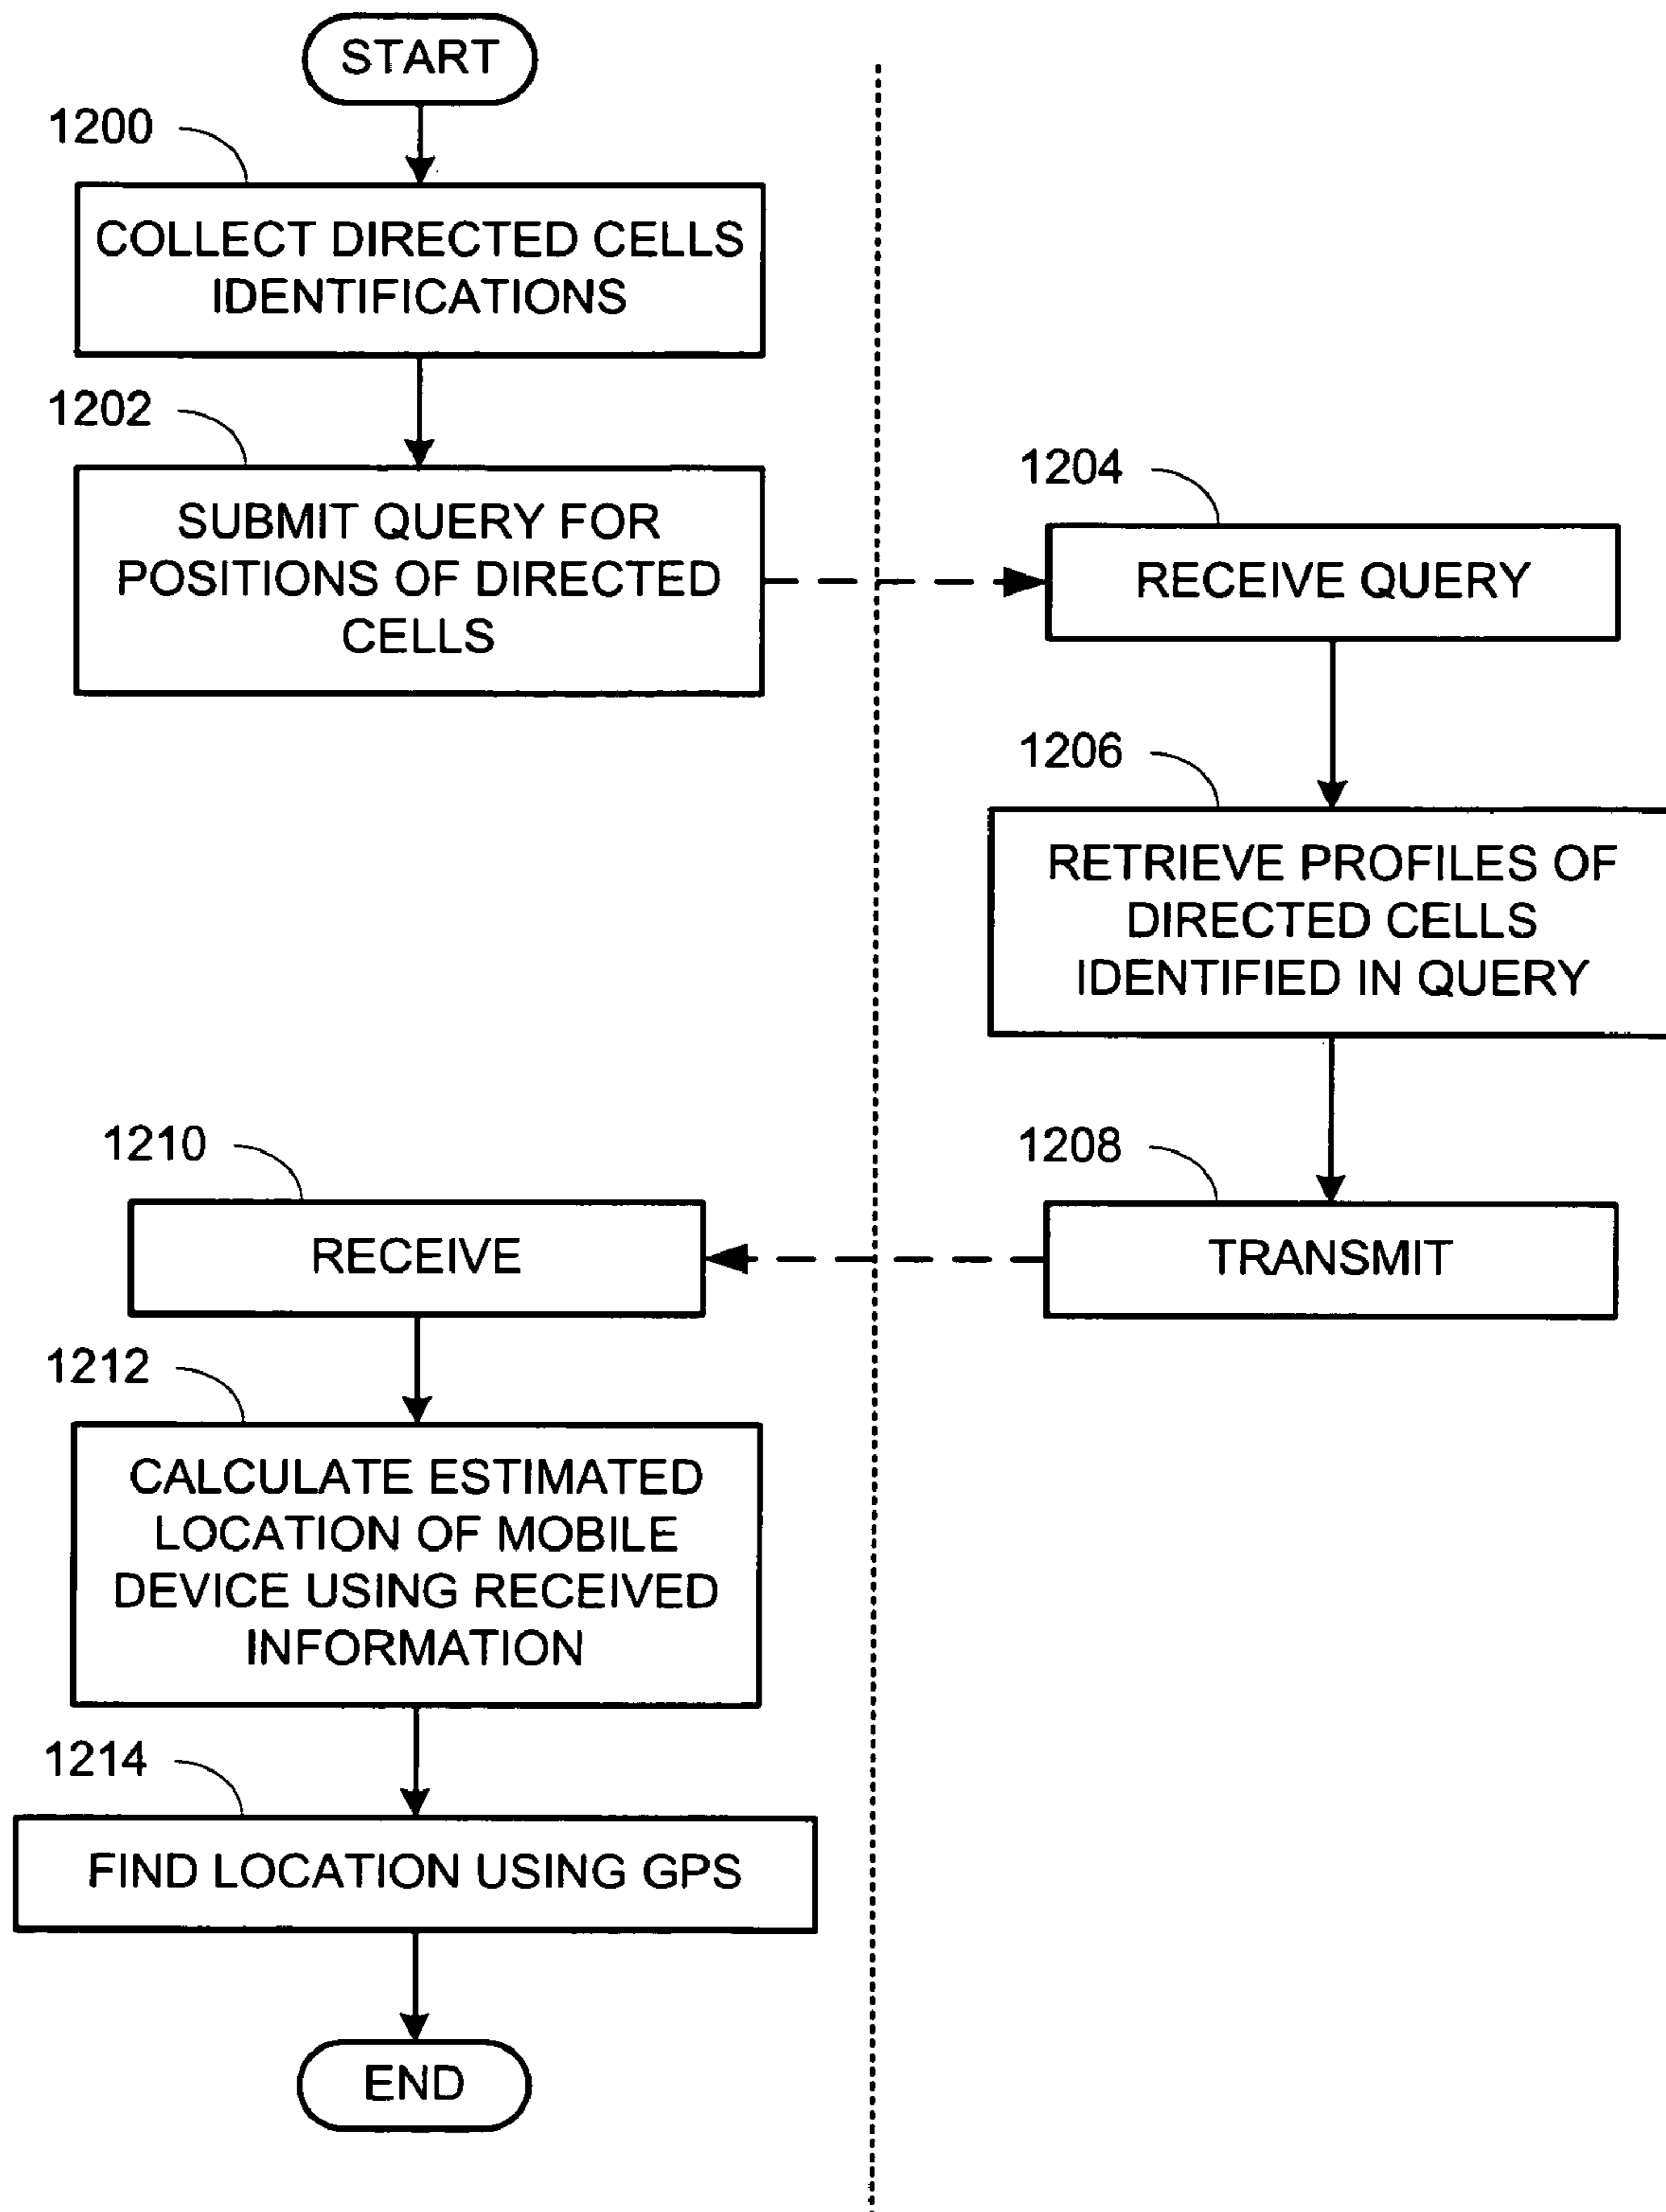 START
1200
COLLECT DIRECTED CELLS
IDENTIFICATIONS
1202
SUBMIT QUERY FOR
POSITIONS OF DIRECTED
CELLS
1204
RECEIVE QUERY
1206
RETRIEVE PROFILES OF
DIRECTED CELLS
IDENTIFIED IN QUERY
1208
TRANSMIT
1210
RECEIVE
1212
CALCULATE ESTIMATED
LOCATION OF MOBILE
DEVICE USING RECEIVED
INFORMATION
1214
FIND LOCATION USING GPS
END